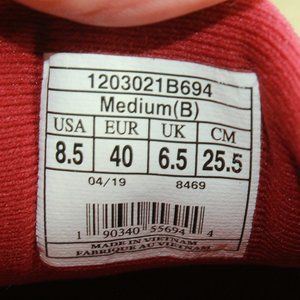 1203021B694
Medium(B)
USA EUR UK CM
8.5 40 6.5 25.5
04/19 8469
1 90340 55694 4
MADE IN VIETNAM
FABRIQUE AU VIETNAM